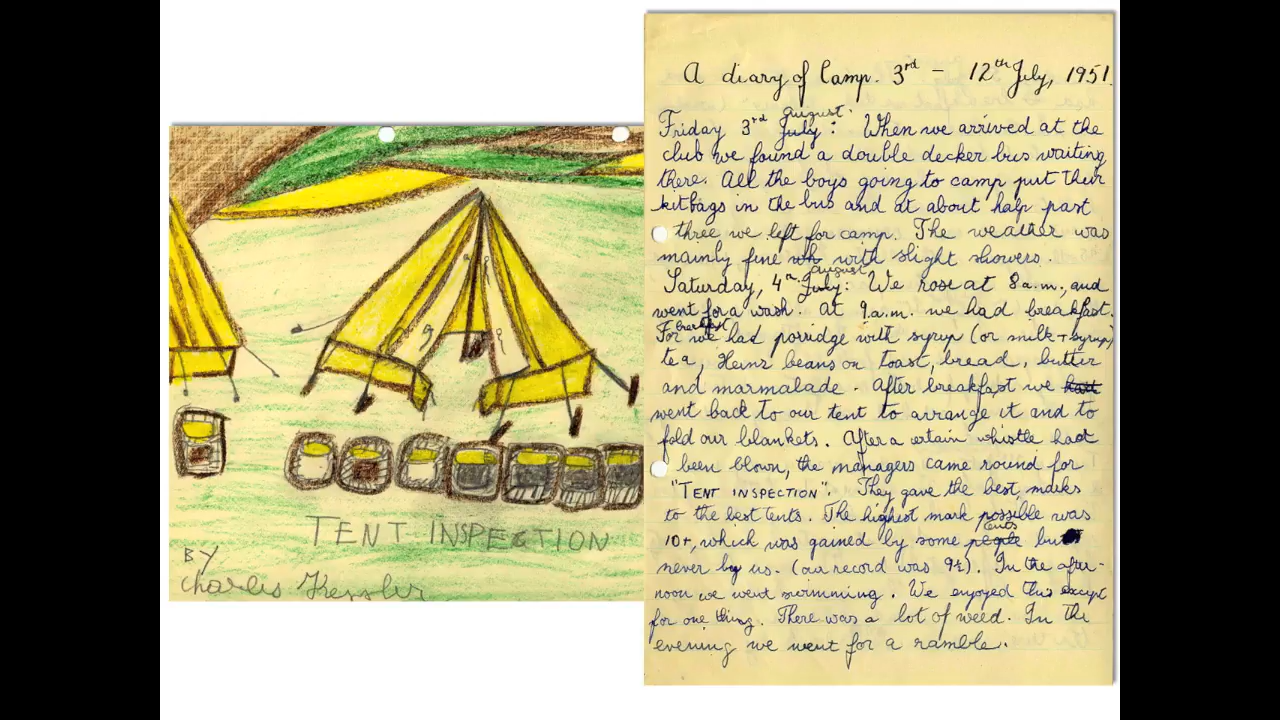 TENT INSPECTION
BY
Charles Kessler
A diary of Camp. 3rd – 12th July, 1951.
august.
Friday 3rd July: When we arrived at the
club we found a double decker bus waiting
there. All the boys going to camp put their
kitbags in the bus and at about half past
three we left for camp. The weather was
mainly fine wh with slight showers.
august
Saturday, 4th July: We rose at 8 a.m., and
went for a wash. At 9.a.m. we had breakfast.
breakfast
For we had porridge with syrup (or milk + syrup)
tea, Heinz beans on toast, bread, butter
and marmalade. After breakfast, we had
went back to our tent to arrange it and to
fold our blankets. After a certain whistle had
been blown, the managers came round for
"TENT INSPECTION". They gave the best, marks
to the best tents. The highest mark possible was
tents
10+, which was gained by some people but
never by us. (our record was 9½). In the after-
noon we went swimming. We enjoyed this except
for one thing. There was a lot of weed. In the
evening we went for a ramble.